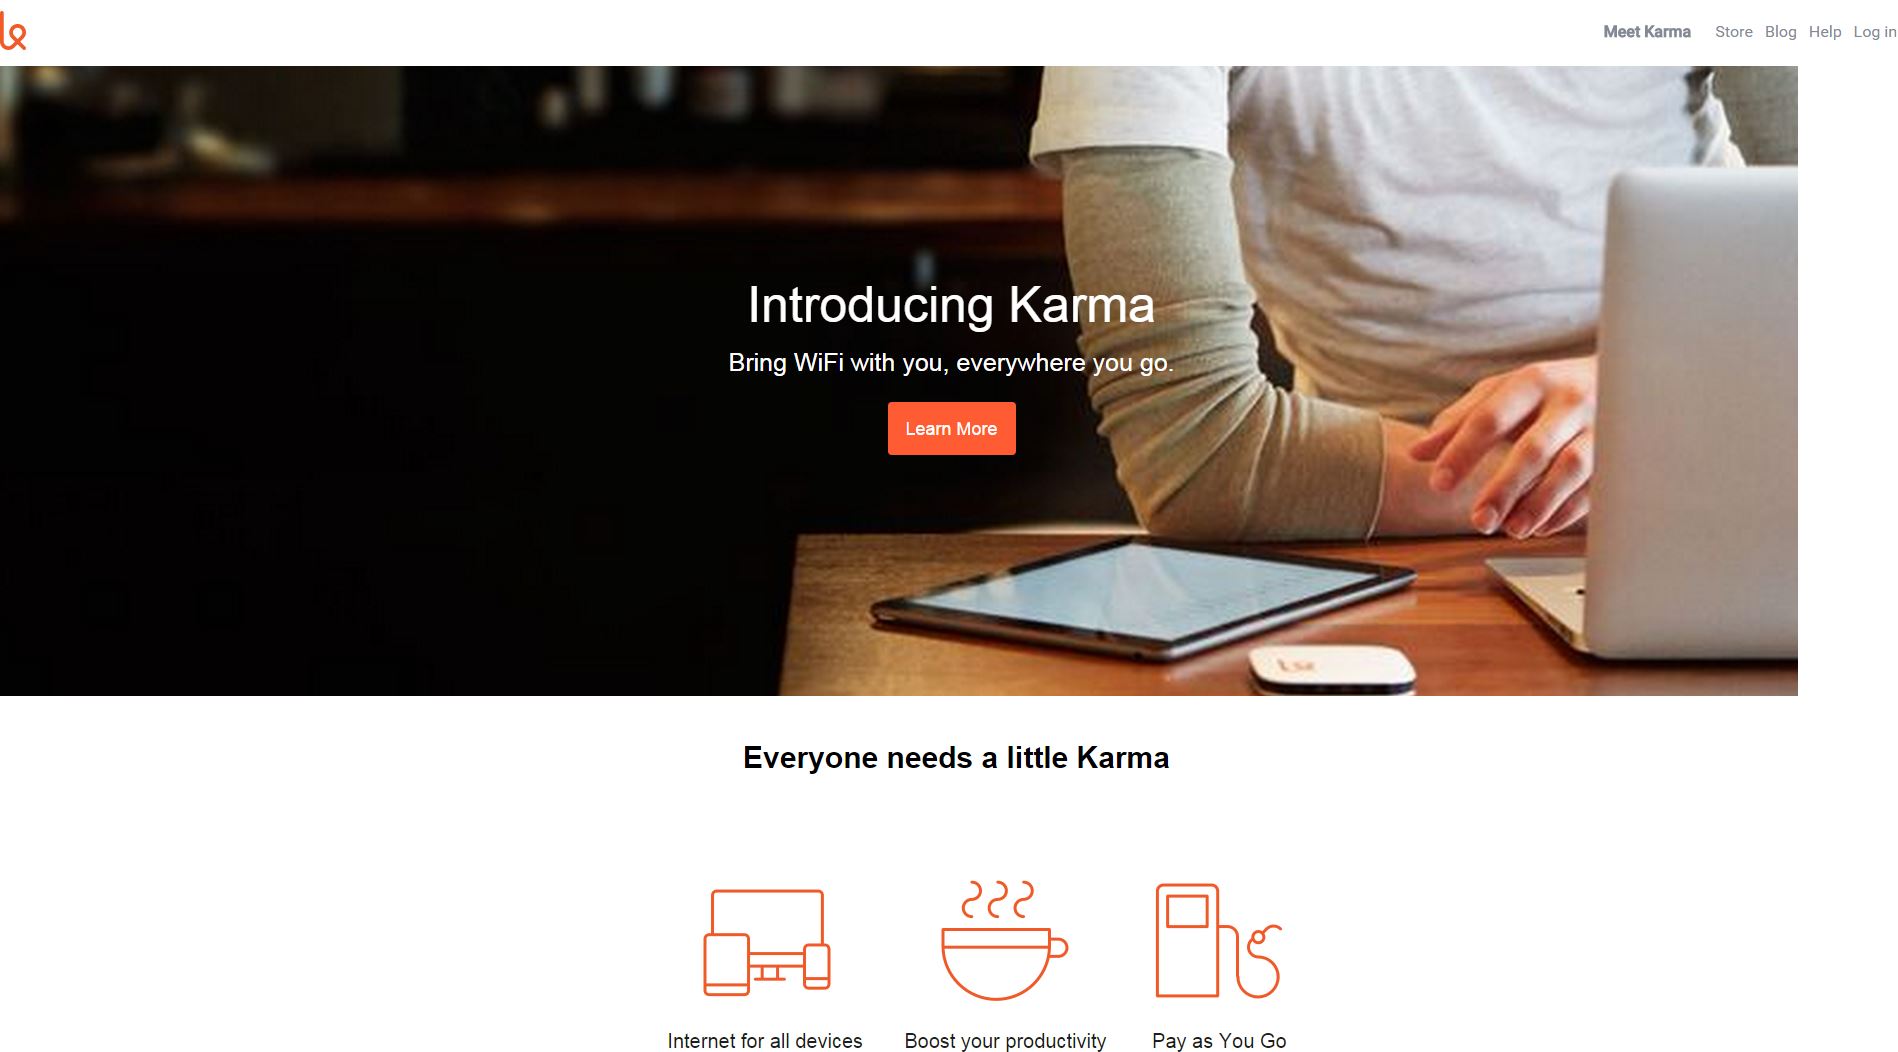 Meet Karma Store Blog Help Log in
Introducing Karma
Bring WiFi with you, everywhere you go.
Learn More
Everyone needs a little Karma
Internet for all devices
Boost your productivity
Pay as You Go